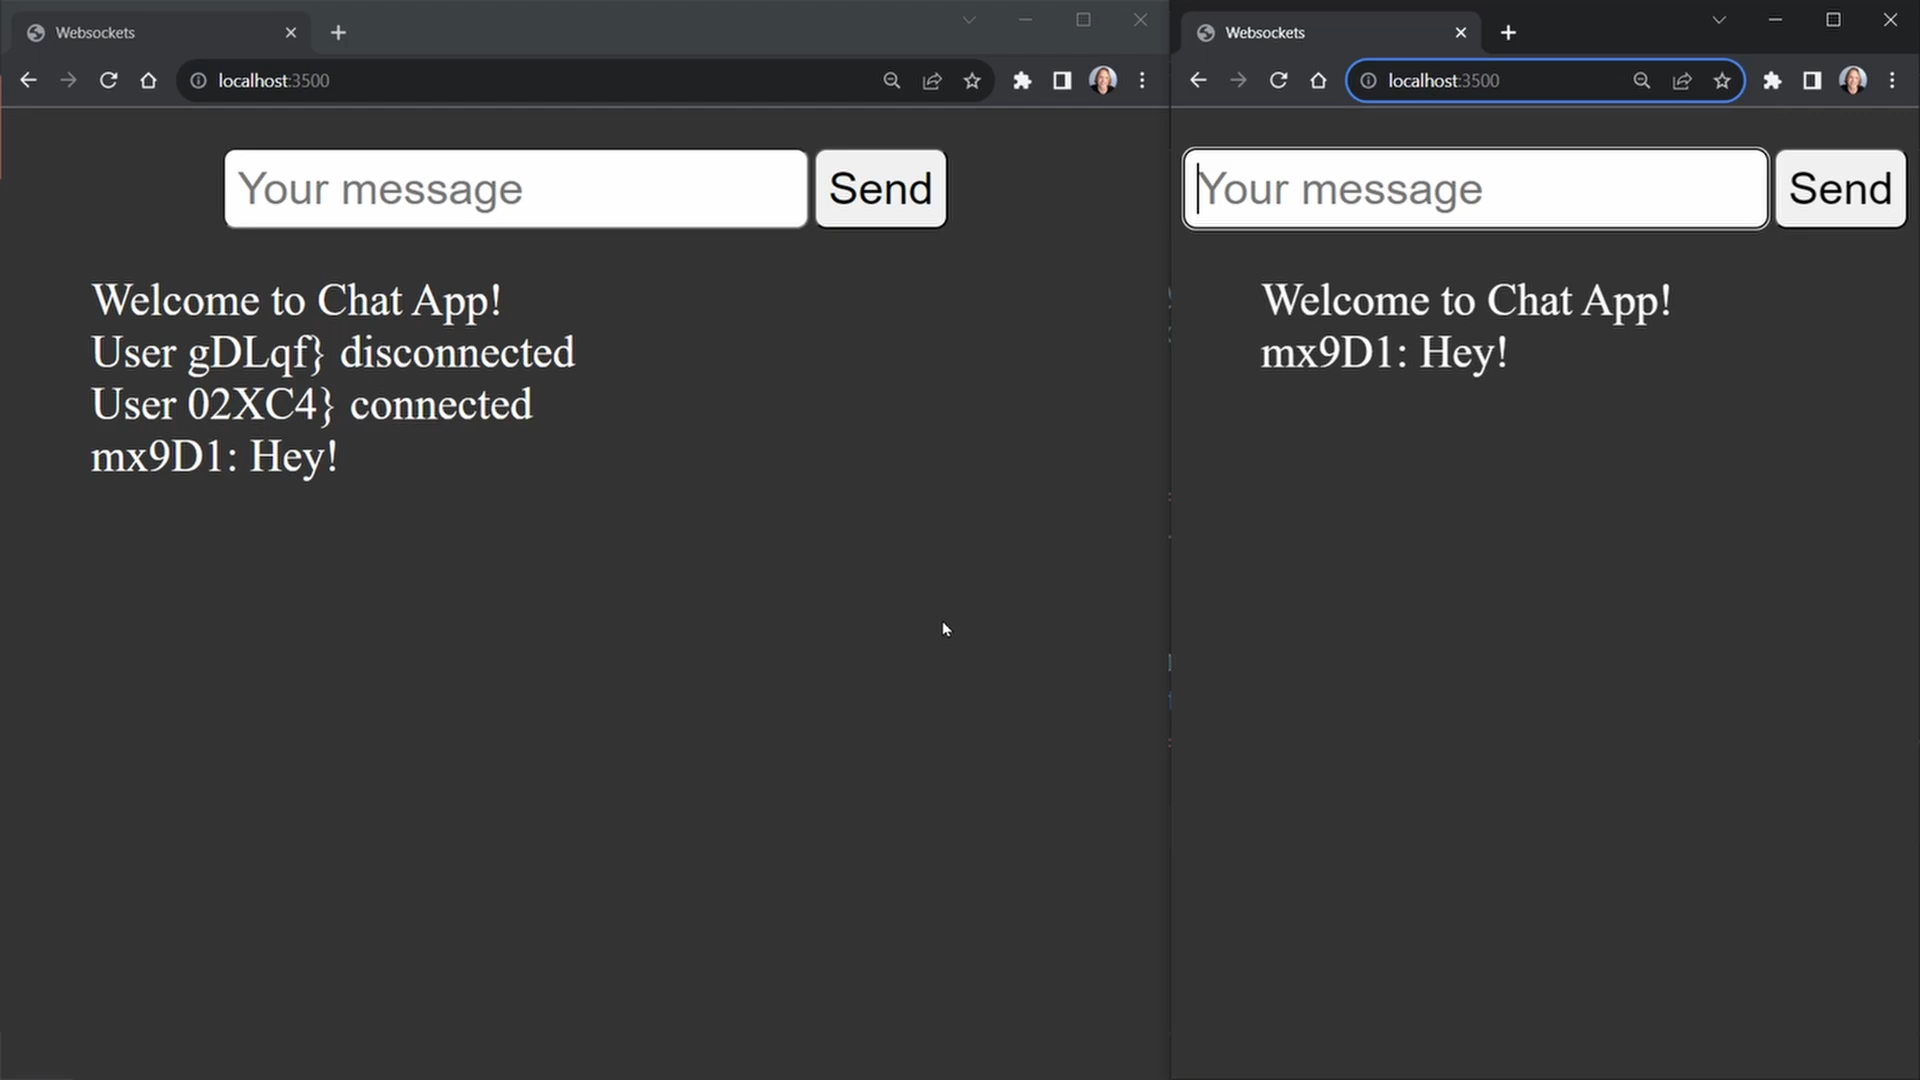 Websockets
localhost:3500
Your message
Send
Welcome to Chat App!
User gDLqf} disconnected
User 02XC4} connected
mx9D1: Hey!
Websockets
localhost:3500
Your message
Send
Welcome to Chat App!
mx9D1: Hey!